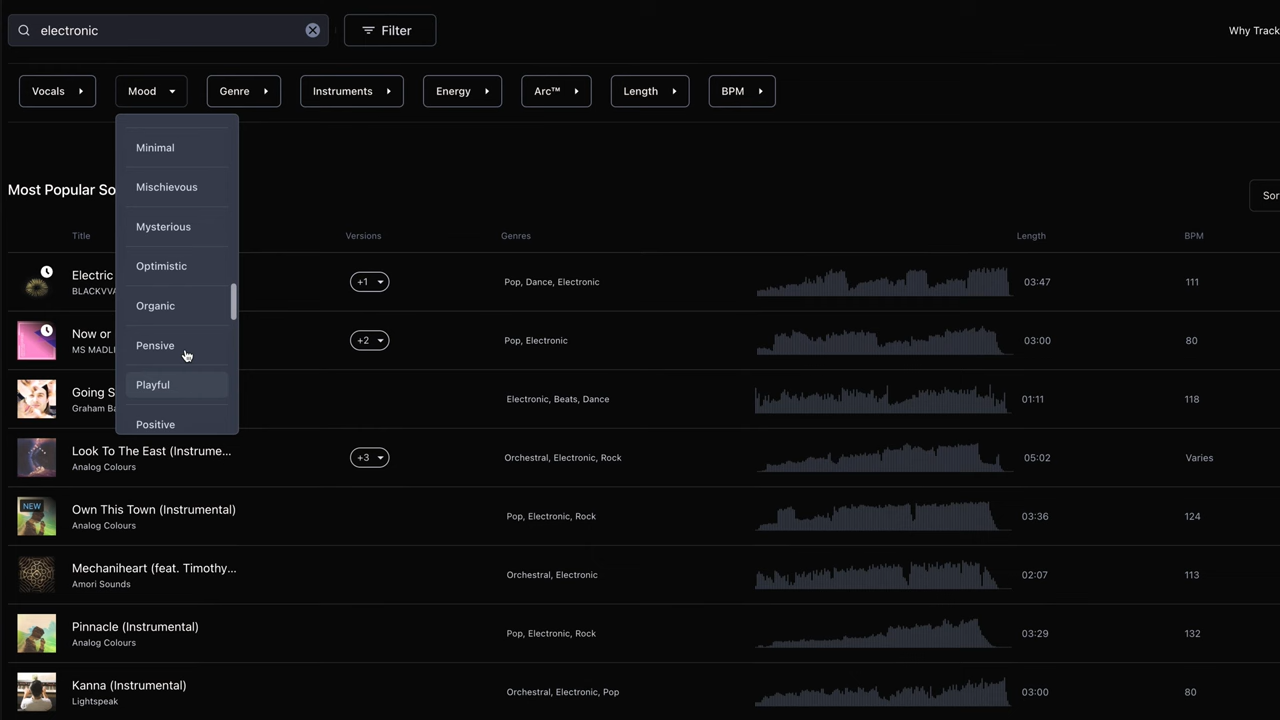 electronic
Filter
Why Track
Vocals
Mood
Genre
Instruments
Energy
Arc™
Length
BPM
Minimal
Mischievous
Mysterious
Optimistic
Organic
Pensive
Playful
Positive
Most Popular So
Sor
Title
Versions
Genres
Length
BPM
Electric
BLACKVVA
+1
Pop, Dance, Electronic
03:47
111
Now or
MS MADL
+2
Pop, Electronic
03:00
80
Going S
Graham Ba
Electronic, Beats, Dance
01:11
118
Look To The East (Instrume...
Analog Colours
+3
Orchestral, Electronic, Rock
05:02
Varies
NEW
Own This Town (Instrumental)
Analog Colours
Pop, Electronic, Rock
03:36
124
Mechaniheart (feat. Timothy...
Amori Sounds
Orchestral, Electronic
02:07
113
Pinnacle (Instrumental)
Analog Colours
Pop, Electronic, Rock
03:29
132
Kanna (Instrumental)
Lightspeak
Orchestral, Electronic, Pop
03:00
80